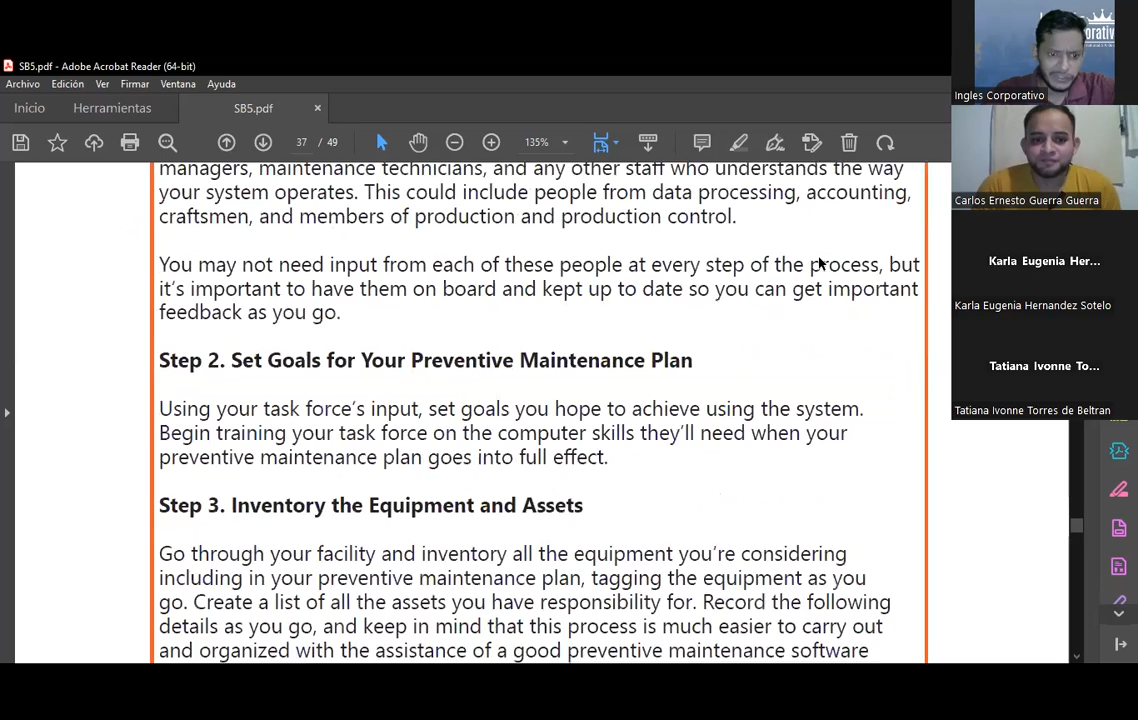 SB5.pdf - Adobe Acrobat Reader (64-bit)
Archivo Edición Ver Firmar Ventana Ayuda
Inicio Herramientas SB5.pdf ×
37 / 49 135%
managers, maintenance technicians, and any other staff who understands the way
your system operates. This could include people from data processing, accounting,
craftsmen, and members of production and production control.
You may not need input from each of these people at every step of the process, but
it's important to have them on board and kept up to date so you can get important
feedback as you go.
Step 2. Set Goals for Your Preventive Maintenance Plan
Using your task force's input, set goals you hope to achieve using the system.
Begin training your task force on the computer skills they'll need when your
preventive maintenance plan goes into full effect.
Step 3. Inventory the Equipment and Assets
Go through your facility and inventory all the equipment you're considering
including in your preventive maintenance plan, tagging the equipment as you
go. Create a list of all the assets you have responsibility for. Record the following
details as you go, and keep in mind that this process is much easier to carry out
and organized with the assistance of a good preventive maintenance software
Ingles Corporativo
Carlos Ernesto Guerra Guerra
Karla Eugenia Her...
Karla Eugenia Hernandez Sotelo
Tatiana Ivonne To...
Tatiana Ivonne Torres de Beltran